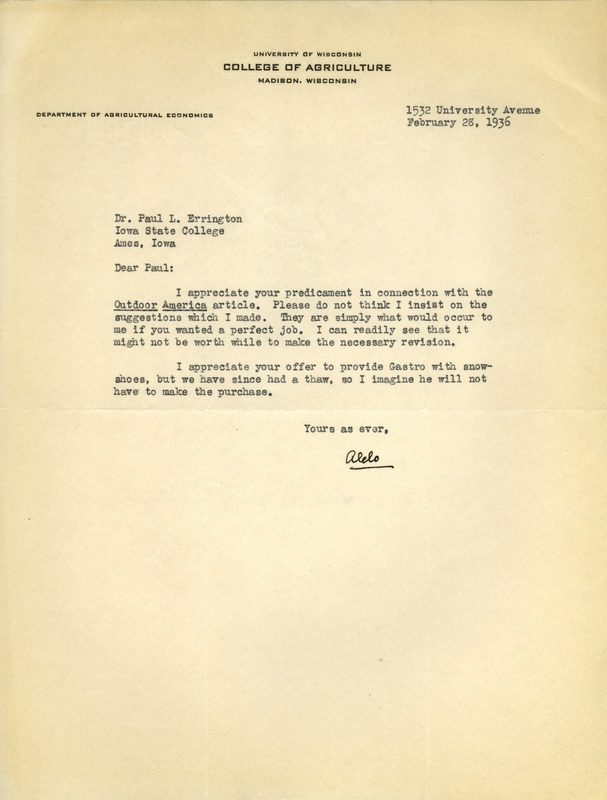 UNIVERSITY OF WISCONSIN
COLLEGE OF AGRICULTURE
MADISON, WISCONSIN
DEPARTMENT OF AGRICULTURAL ECONOMICS
1532 University Avenue
February 28, 1936
Dr. Paul L. Errington
Iowa State College
Ames, Iowa
Dear Paul:
I appreciate your predicament in connection with the
Outdoor America article. Please do not think I insist on the
suggestions which I made. They are simply what would occur to
me if you wanted a perfect job. I can readily see that it
might not be worth while to make the necessary revision.
I appreciate your offer to provide Gastro with snow-
shoes, but we have since had a thaw, so I imagine he will not
have to make the purchase.
Yours as ever,
Aldo